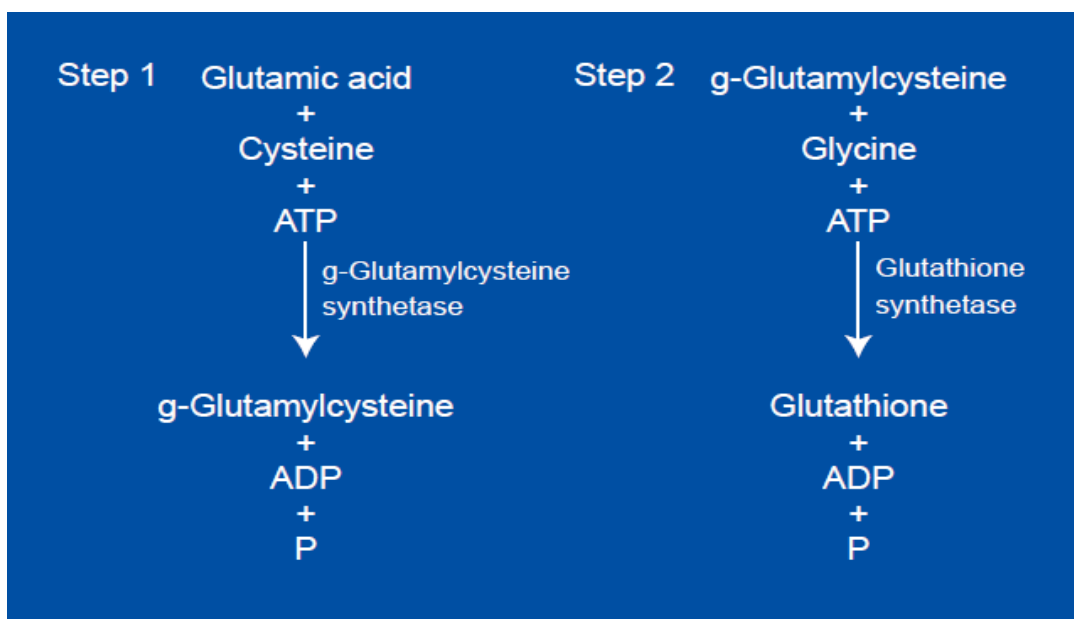 Step 1
Glutamic acid
+
Cysteine
+
ATP
g-Glutamylcysteine
synthetase
g-Glutamylcysteine
+
ADP
+
P
Step 2
g-Glutamylcysteine
+
Glycine
+
ATP
Glutathione
synthetase
Glutathione
+
ADP
+
P